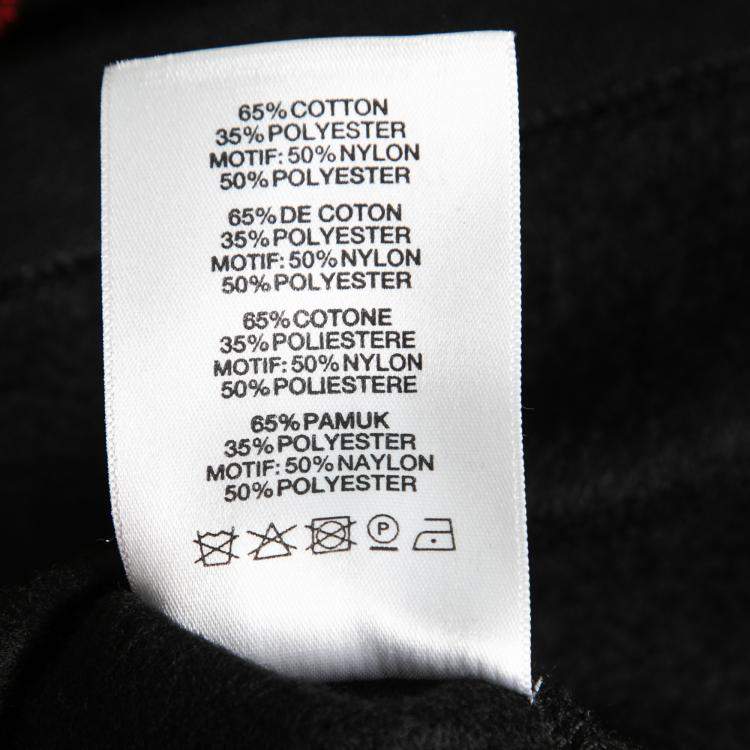 65% COTTON
35% POLYESTER
MOTIF: 50% NYLON
50% POLYESTER
65% DE COTON
35% POLYESTER
MOTIF: 50% NYLON
50% POLYESTER
65% COTONE
35% POLIESTERE
MOTIF: 50% NYLON
50% POLIESTERE
65% PAMUK
35% POLYESTER
MOTIF: 50% NAYLON
50% POLYESTER
P